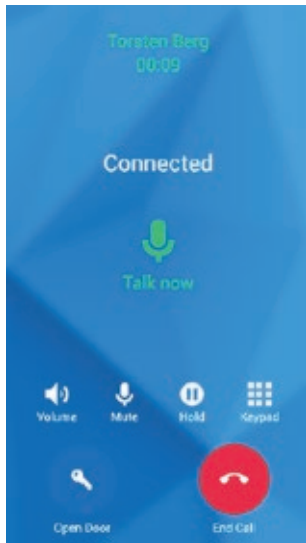 Torsten Berg
00:09
Connected
Talk now
Volume Mute Hold Keypad
Open Door End Call